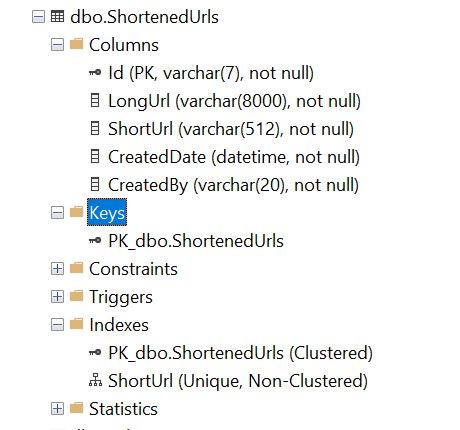 dbo.ShortenedUrls
Columns
Id (PK, varchar(7), not null)
LongUrl (varchar(8000), not null)
ShortUrl (varchar(512), not null)
CreatedDate (datetime, not null)
CreatedBy (varchar(20), not null)
Keys
PK_dbo.ShortenedUrls
Constraints
Triggers
Indexes
PK_dbo.ShortenedUrls (Clustered)
ShortUrl (Unique, Non-Clustered)
Statistics